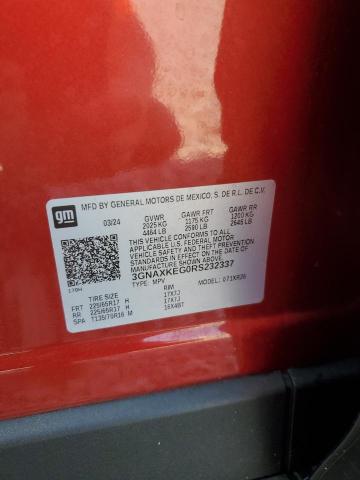 gm
MFD BY GENERAL MOTORS DE MEXICO, S. DE R.L. DE C.V.
03/24 GVWR GAWR FRT GAWR RR
2025 KG 1175 KG 1200 KG
4464 LB 2590 LB 2645 LB
THIS VEHICLE CONFORMS TO ALL
APPLICABLE U.S. FEDERAL MOTOR
VEHICLE SAFETY AND THEFT
PREVENTION STANDARDS IN EFFECT
ON THE DATE OF MANUFACTURE
SHOWN ABOVE.
3GNAXKEG0RS232337
TYPE: MPV MODEL: 071XR26
TIRE SIZE RIM
FRT 225/65R17 H 17X7J
RR 225/65R17 H 17X7J
SPA T135/70R16 M 16X4BT